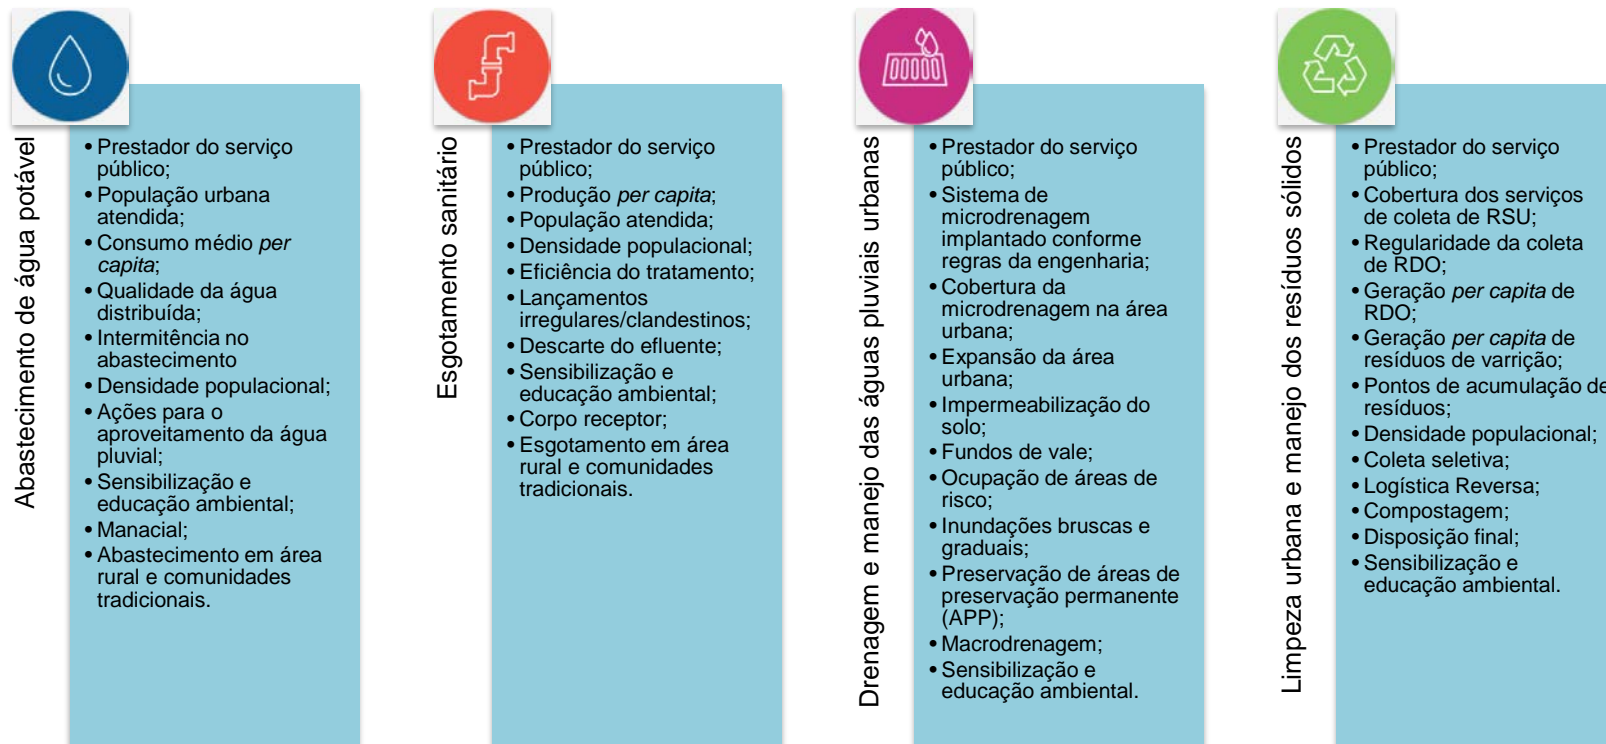 Abastecimento de água potável
• Prestador do serviço
público;
• População urbana
atendida;
• Consumo médio per
capita;
• Qualidade da água
distribuída;
• Intermitência no
abastecimento
• Densidade populacional;
• Ações para o
aproveitamento da água
pluvial;
• Sensibilização e
educação ambiental;
• Manacial;
• Abastecimento em área
rural e comunidades
tradicionais.
Esgotamento sanitário
• Prestador do serviço
público;
• Produção per capita;
• População atendida;
• Densidade populacional;
• Eficiência do tratamento;
• Lançamentos
irregulares/clandestinos;
• Descarte do efluente;
• Sensibilização e
educação ambiental;
• Corpo receptor;
• Esgotamento em área
rural e comunidades
tradicionais.
Drenagem e manejo das águas pluviais urbanas
• Prestador do serviço
público;
• Sistema de
microdrenagem
implantado conforme
regras da engenharia;
• Cobertura da
microdrenagem na área
urbana;
• Expansão da área
urbana;
• Impermeabilização do
solo;
• Fundos de vale;
• Ocupação de áreas de
risco;
• Inundações bruscas e
graduais;
• Preservação de áreas de
preservação permanente
(APP);
• Macrodrenagem;
• Sensibilização e
educação ambiental.
Limpeza urbana e manejo dos resíduos sólidos
• Prestador do serviço
público;
• Cobertura dos serviços
de coleta de RSU;
• Regularidade da coleta
de RDO;
• Geração per capita de
RDO;
• Geração per capita de
resíduos de varrição;
• Pontos de acumulação de
resíduos;
• Densidade populacional;
• Coleta seletiva;
• Logística Reversa;
• Compostagem;
• Disposição final;
• Sensibilização e
educação ambiental.